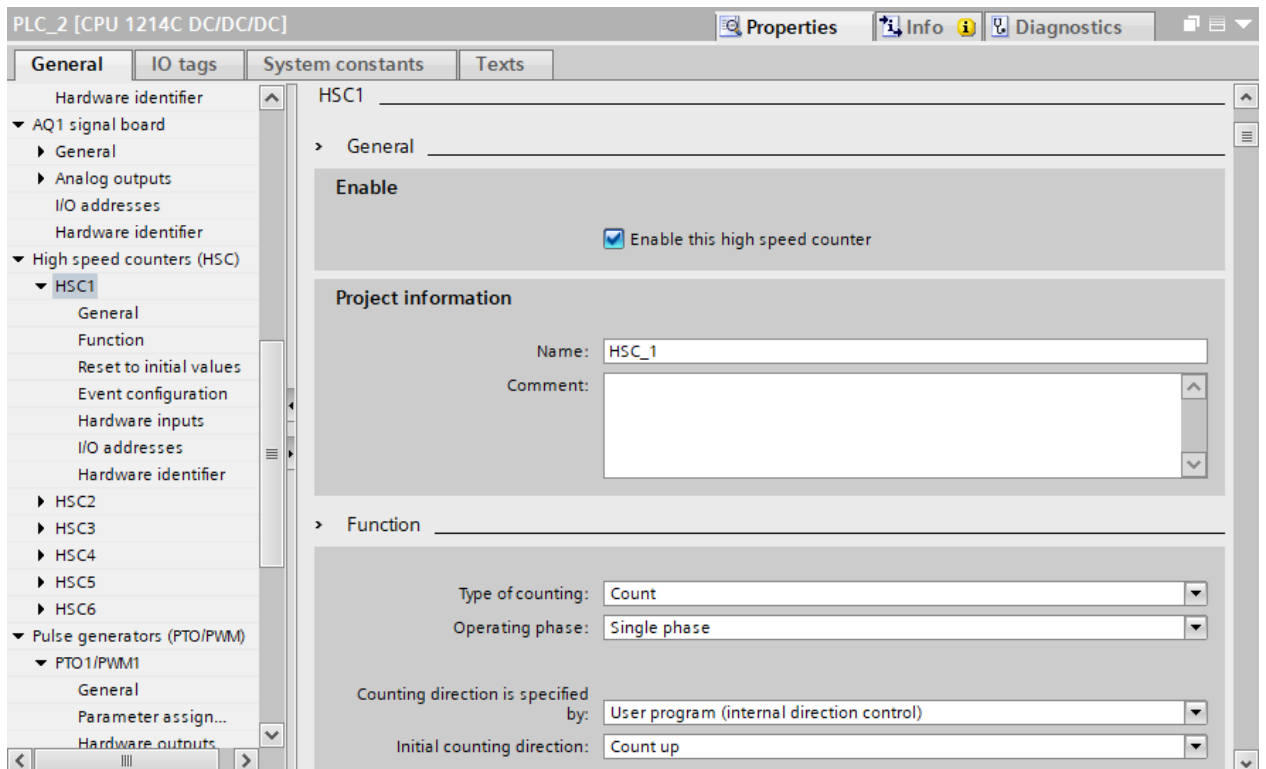 PLC_2 [CPU 1214C DC/DC/DC]
Properties
Info
Diagnostics
General
IO tags
System constants
Texts
Hardware identifier
AQ1 signal board
General
Analog outputs
I/O addresses
Hardware identifier
High speed counters (HSC)
HSC1
General
Function
Reset to initial values
Event configuration
Hardware inputs
I/O addresses
Hardware identifier
HSC2
HSC3
HSC4
HSC5
HSC6
Pulse generators (PTO/PWM)
PTO1/PWM1
General
Parameter assign...
Hardware outputs
HSC1
General
Enable
Enable this high speed counter
Project information
Name: HSC_1
Comment:
Function
Type of counting: Count
Operating phase: Single phase
Counting direction is specified
by: User program (internal direction control)
Initial counting direction: Count up